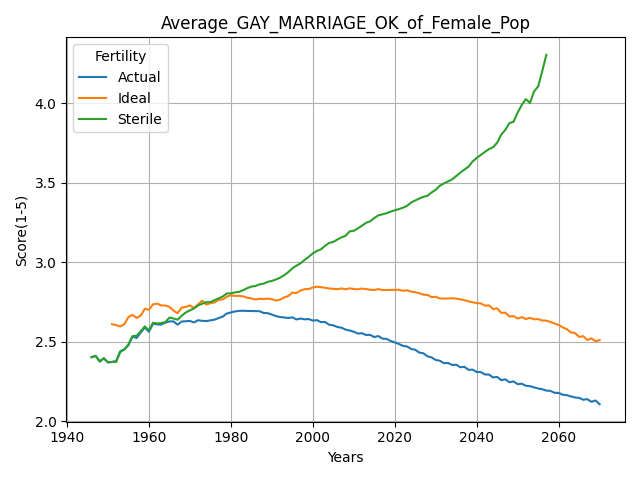 Average_GAY_MARRIAGE_OK_of_Female_Pop
Fertility
Actual
Ideal
Sterile
4.0
3.5
3.0
2.5
2.0
Score(1-5)
1940 1960 1980 2000 2020 2040 2060
Years